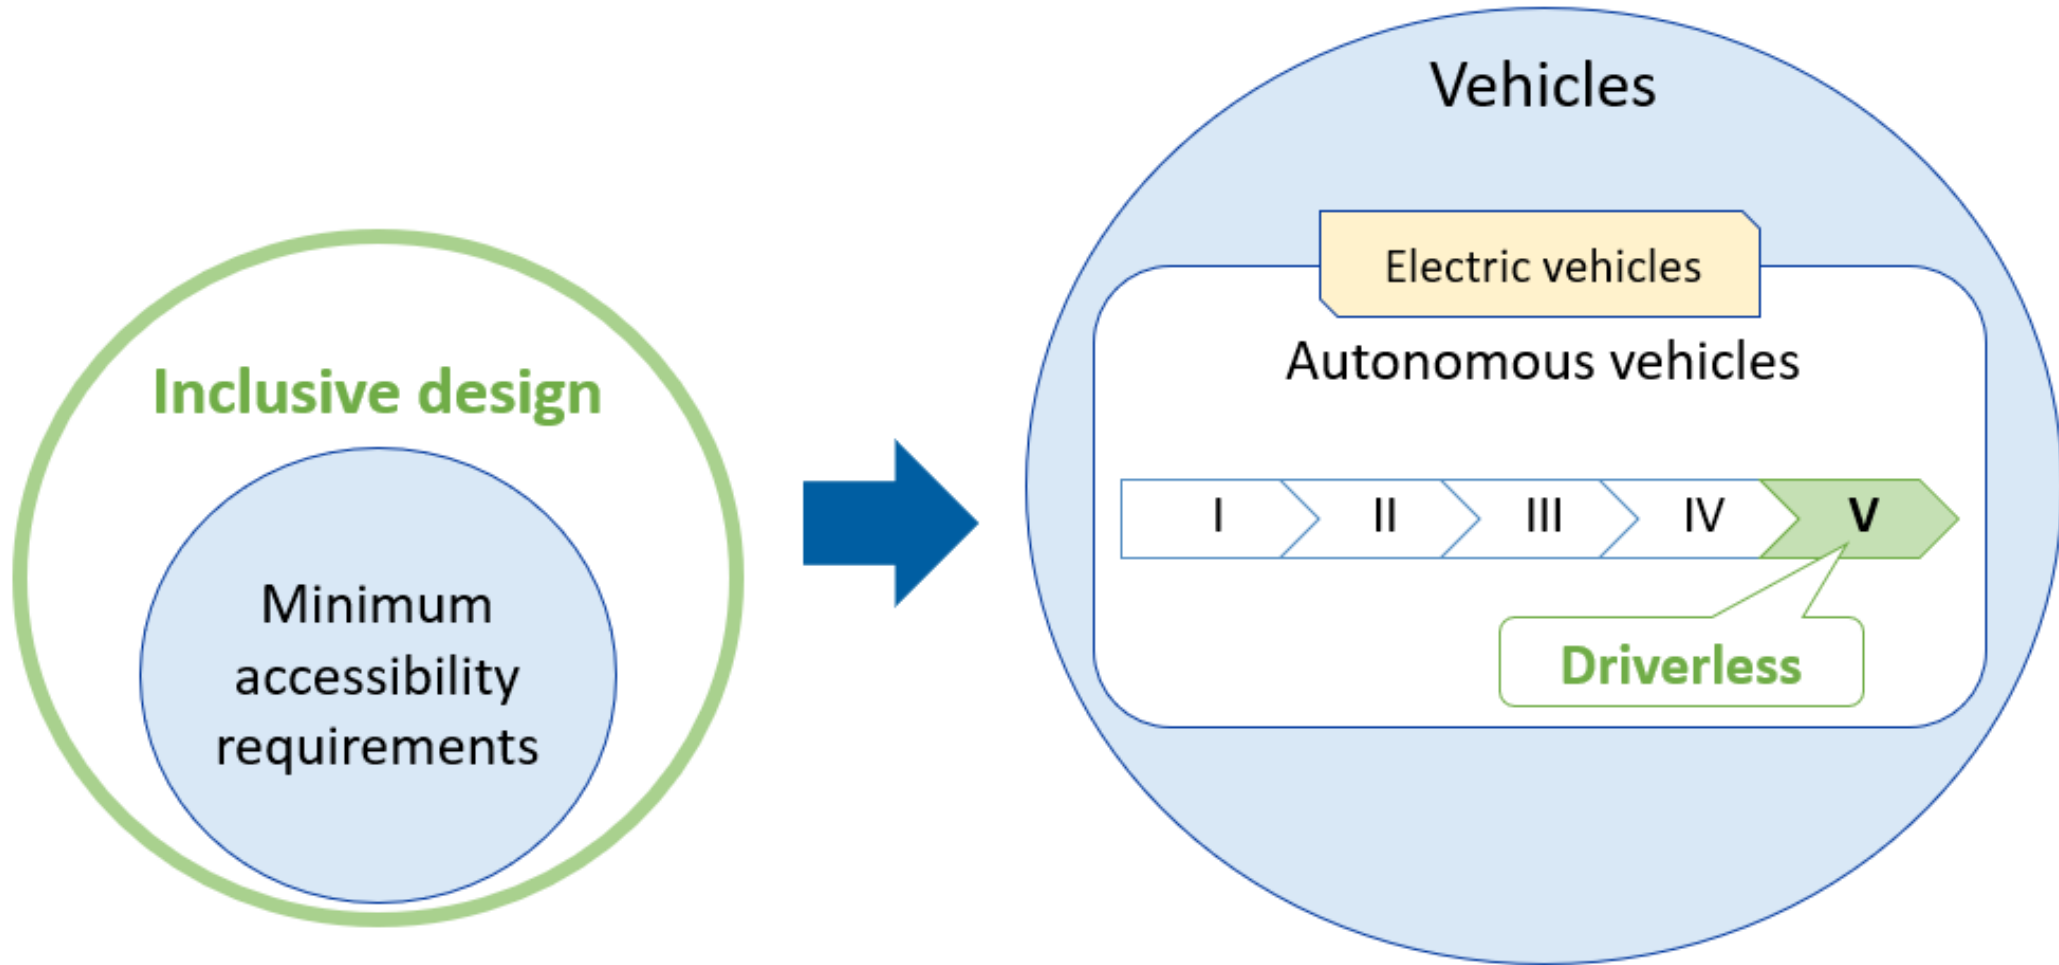 Inclusive design
Minimum
accessibility
requirements
Vehicles
Electric vehicles
Autonomous vehicles
I II III IV V
Driverless